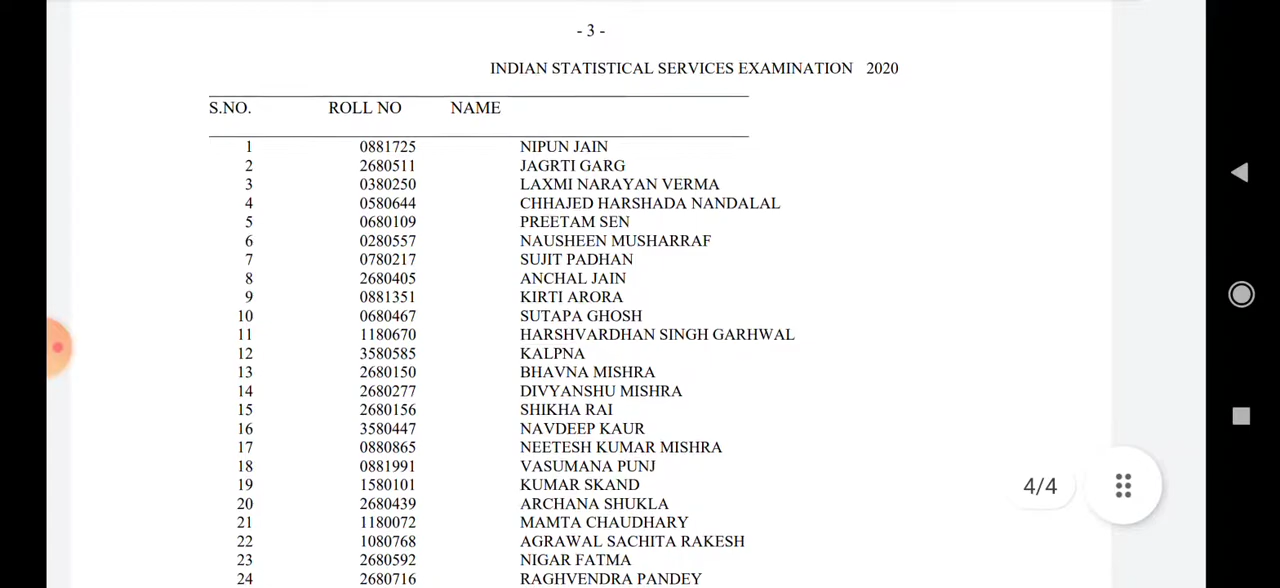 - 3 -
INDIAN STATISTICAL SERVICES EXAMINATION 2020
S.NO. ROLL NO NAME
1 0881725 NIPUN JAIN
2 2680511 JAGRTI GARG
3 0380250 LAXMI NARAYAN VERMA
4 0580644 CHHAJED HARSHADA NANDALAL
5 0680109 PREETAM SEN
6 0280557 NAUSHEEN MUSHARRAF
7 0780217 SUJIT PADHAN
8 2680405 ANCHAL JAIN
9 0881351 KIRTI ARORA
10 0680467 SUTAPA GHOSH
11 1180670 HARSHVARDHAN SINGH GARHWAL
12 3580585 KALPNA
13 2680150 BHAVNA MISHRA
14 2680277 DIVYANSHU MISHRA
15 2680156 SHIKHA RAI
16 3580447 NAVDEEP KAUR
17 0880865 NEETESH KUMAR MISHRA
18 0881991 VASUMANA PUNJ
19 1580101 KUMAR SKAND
20 2680439 ARCHANA SHUKLA
21 1180072 MAMTA CHAUDHARY
22 1080768 AGRAWAL SACHITA RAKESH
23 2680592 NIGAR FATMA
24 2680716 RAGHVENDRA PANDEY
4/4